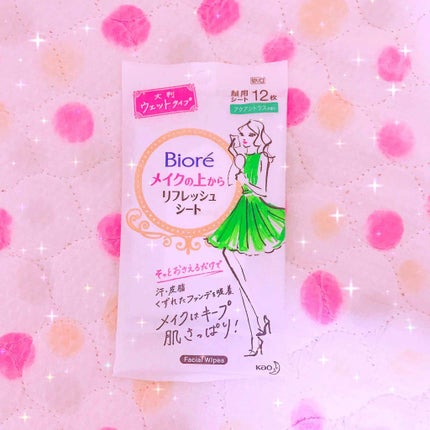 大判
ウェットタイプ
顔用
シート
12枚
アクアシトラスの香り
Bioré
メイクの上から
リフレッシュ
シート
そっとおさえるだけで
汗・皮脂
くずれたファンデを吸着
メイクはキープ
肌さっぱり!
Facial Wipes
Kao